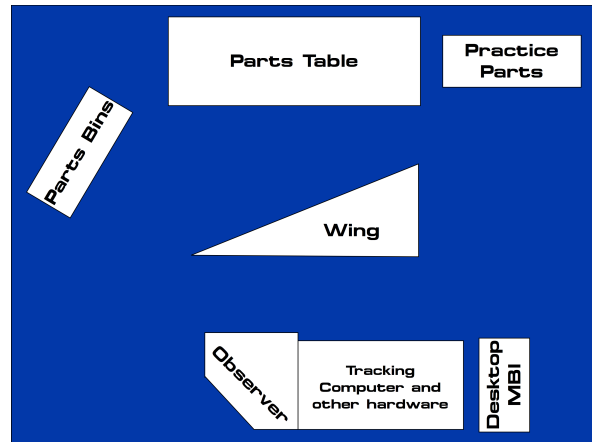 Parts Table
Practice
Parts
Parts Bins
Wing
Observer
Tracking
Computer and
other hardware
Desktop
MBI